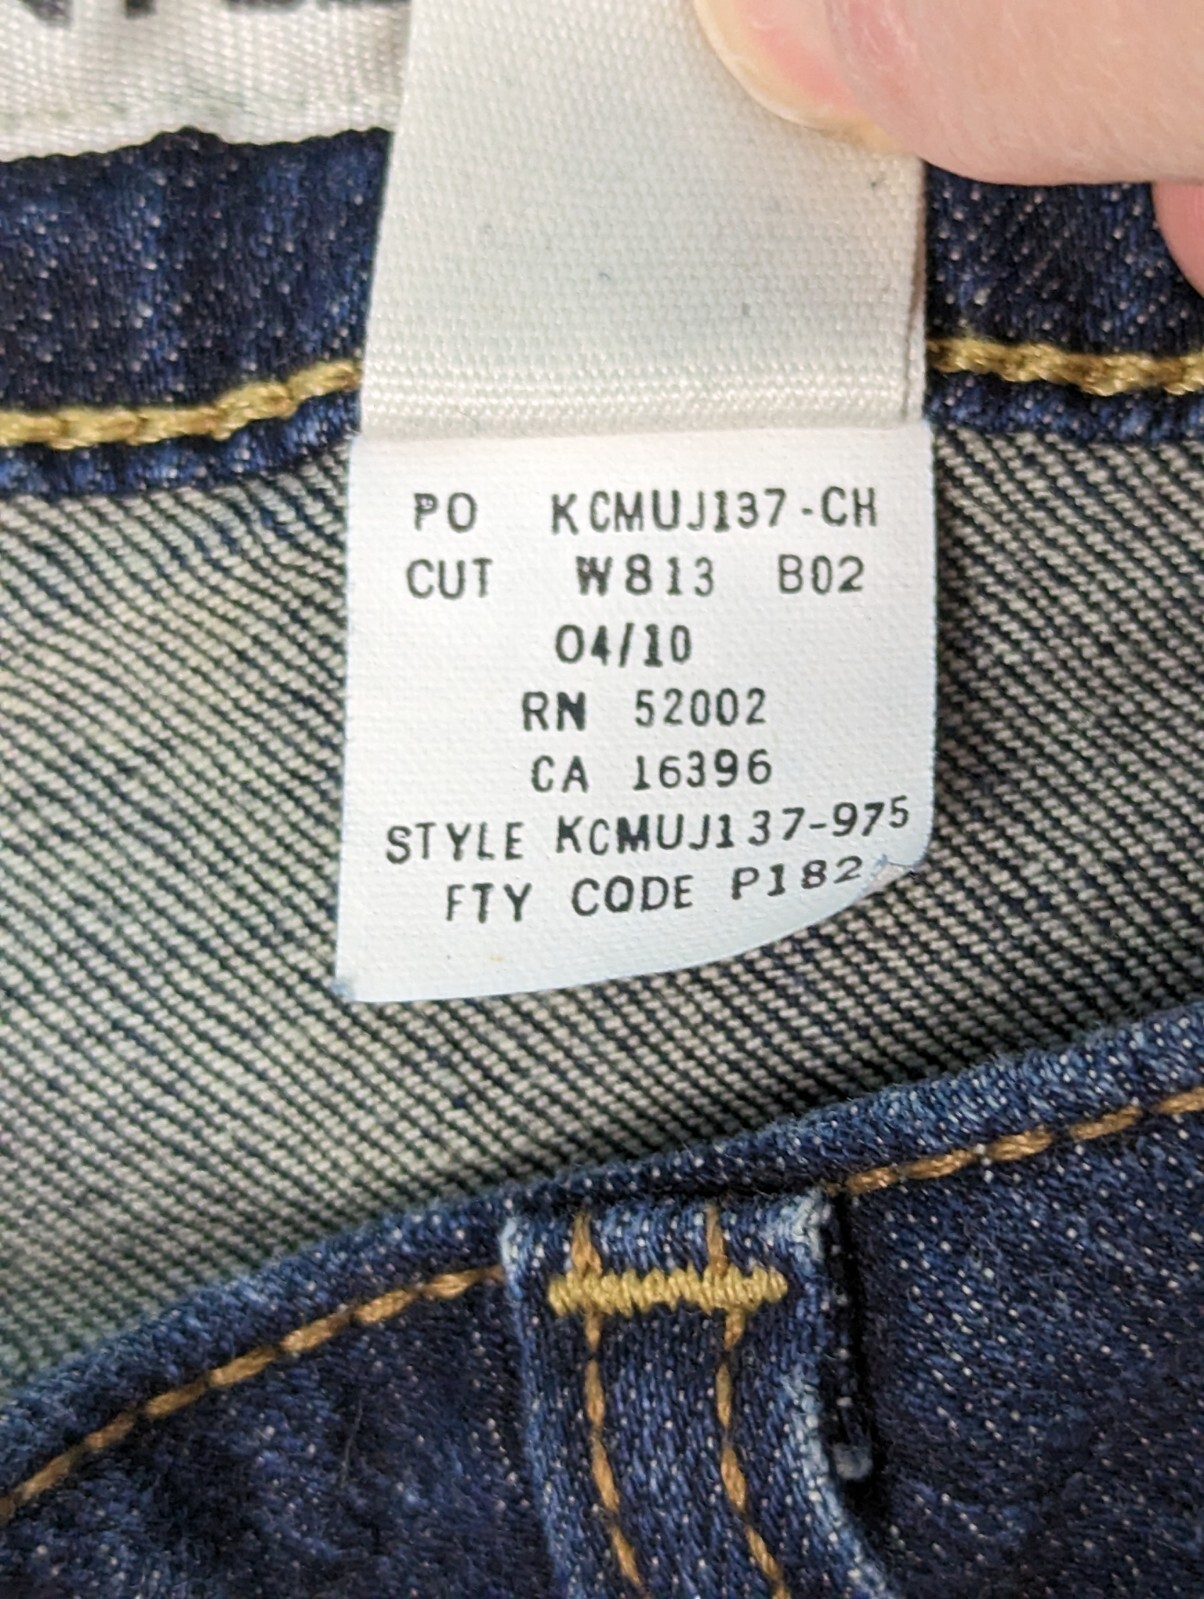 PO KCMUJ137-CH
CUT W813 B02
04/10
RN 52002
CA 16396
STYLE KCMUJ137-975
FTY CODE P182